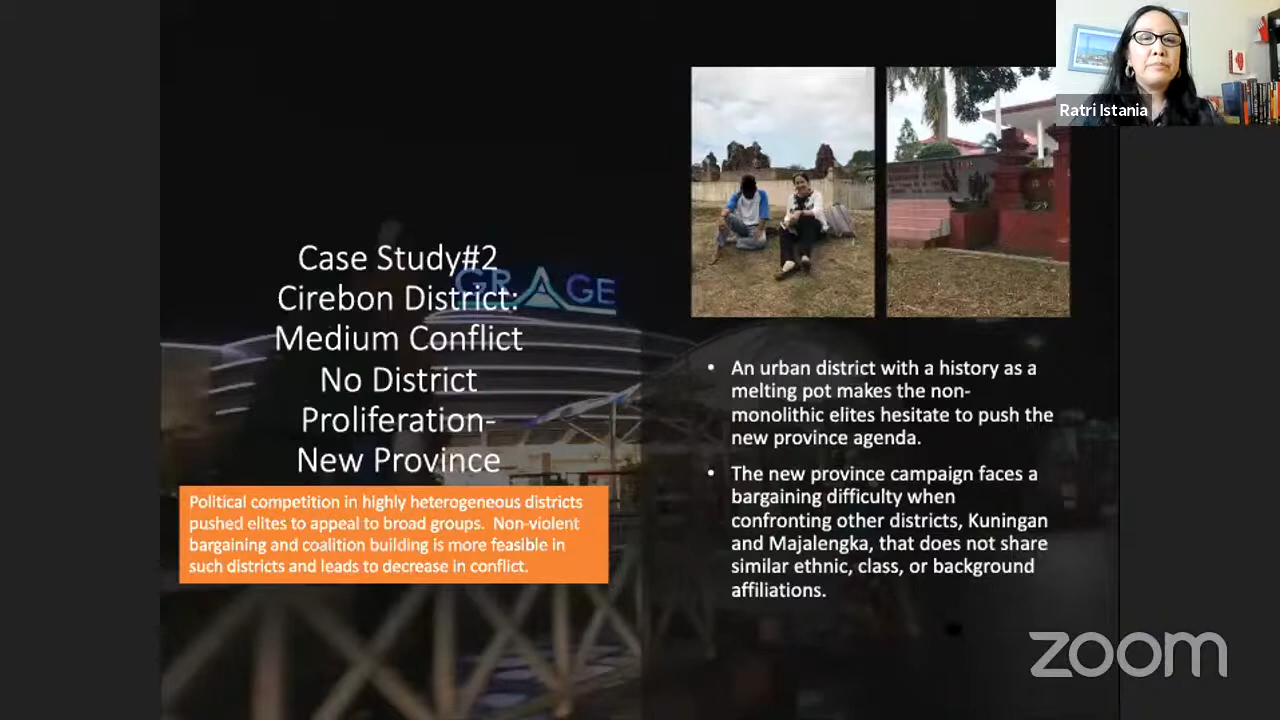 Ratri Istania
Case Study#2
Cirebon District:
Medium Conflict
No District
Proliferation-
New Province
GRAGE
Political competition in highly heterogeneous districts
pushed elites to appeal to broad groups. Non-violent
bargaining and coalition building is more feasible in
such districts and leads to decrease in conflict.
• An urban district with a history as a
melting pot makes the non-
monolithic elites hesitate to push the
new province agenda.
• The new province campaign faces a
bargaining difficulty when
confronting other districts, Kuningan
and Majalengka, that does not share
similar ethnic, class, or background
affiliations.
zoom